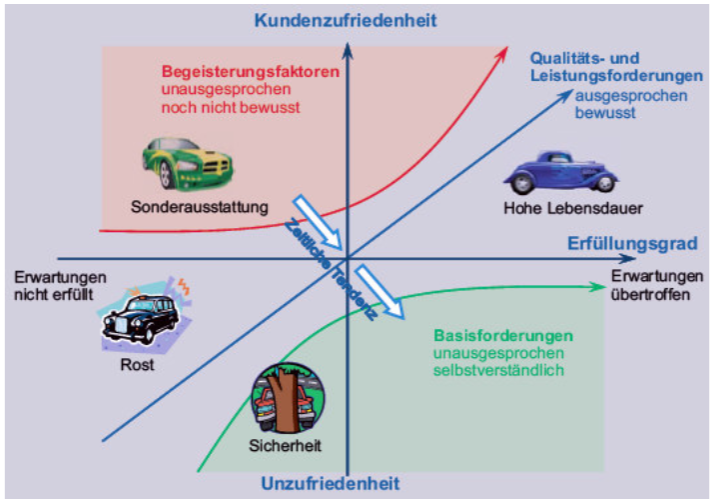 Kundenzufriedenheit
Begeisterungsfaktoren
unausgesprochen
noch nicht bewusst
Qualitäts- und
Leistungsforderungen
ausgesprochen
bewusst
Sonderausstattung
Hohe Lebensdauer
Zeitliche Tendenz
Erfüllungsgrad
Erwartungen
nicht erfüllt
Erwartungen
übertroffen
Rost
Basisforderungen
unausgesprochen
selbstverständlich
Sicherheit
Unzufriedenheit